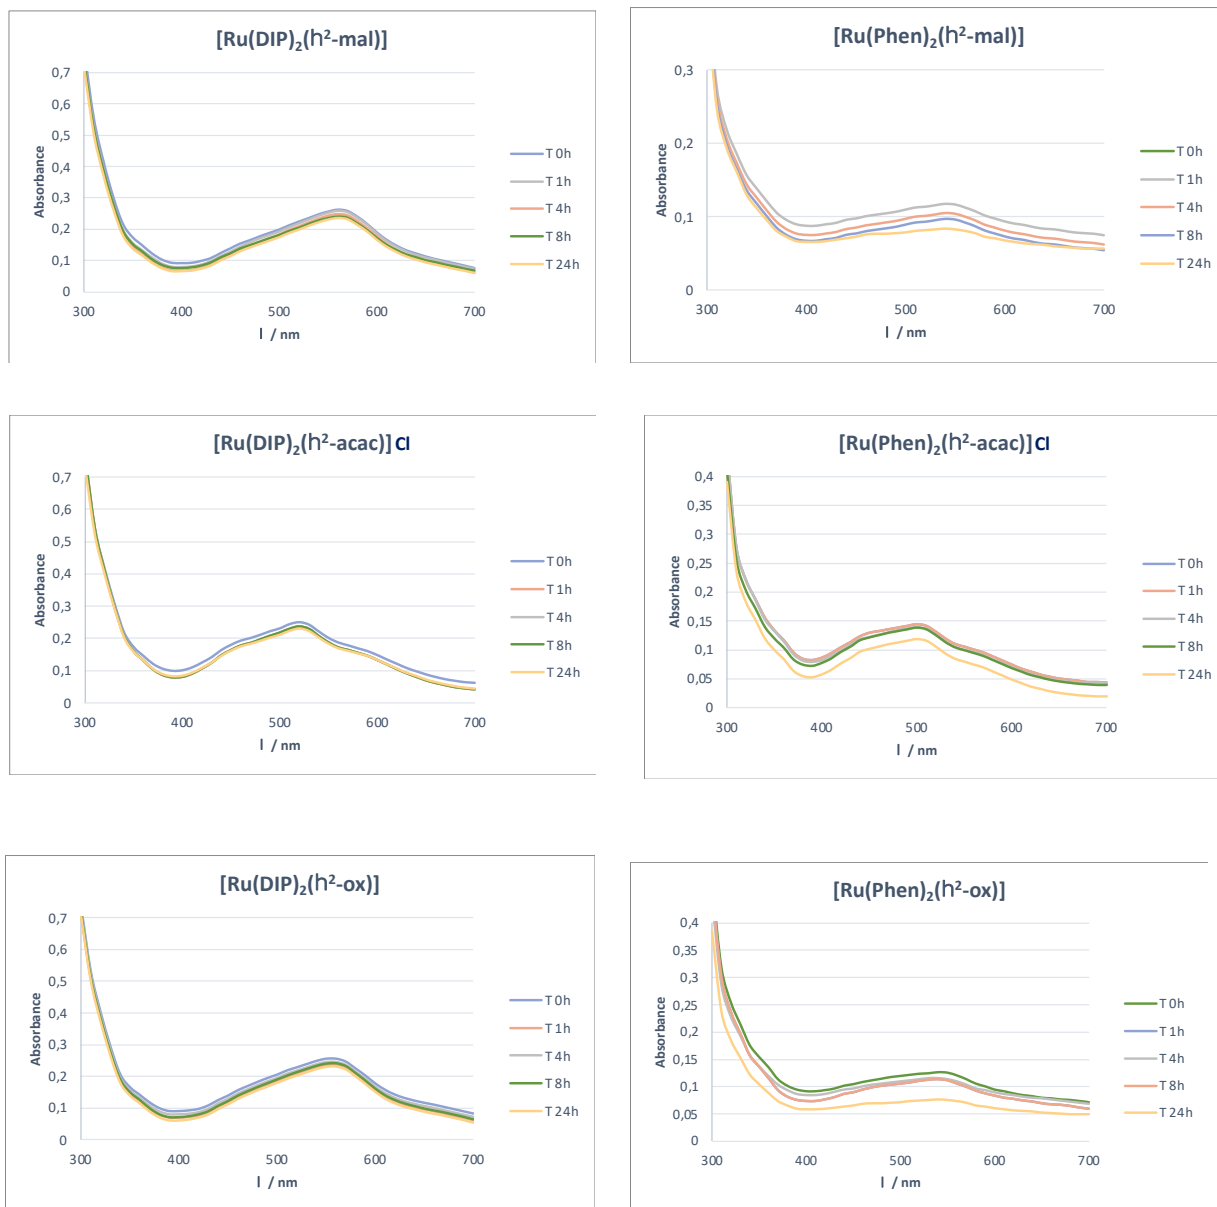 [Ru(DIP)₂(h²-mal)]
0,7
0,6
0,5
0,4
0,3
0,2
0,1
0
Absorbance
300 400 500 600 700
l / nm
T 0h
T 1h
T 4h
T 8h
T 24h
[Ru(Phen)₂(h²-mal)]
0,3
0,2
0,1
0
Absorbance
300 400 500 600 700
l / nm
T 0h
T 1h
T 4h
T 8h
T 24h
[Ru(DIP)₂(h²-acac)]Cl
0,7
0,6
0,5
0,4
0,3
0,2
0,1
0
Absorbance
300 400 500 600 700
l / nm
T 0h
T 1h
T 4h
T 8h
T 24h
[Ru(Phen)₂(h²-acac)]Cl
0,4
0,35
0,3
0,25
0,2
0,15
0,1
0,05
0
Absorbance
300 400 500 600 700
l / nm
T 0h
T 1h
T 4h
T 8h
T 24h
[Ru(DIP)₂(h²-ox)]
0,7
0,6
0,5
0,4
0,3
0,2
0,1
0
Absorbance
300 400 500 600 700
l / nm
T 0h
T 1h
T 4h
T 8h
T 24h
[Ru(Phen)₂(h²-ox)]
0,4
0,35
0,3
0,25
0,2
0,15
0,1
0,05
0
Absorbance
300 400 500 600 700
l / nm
T 0h
T 1h
T 4h
T 8h
T 24h